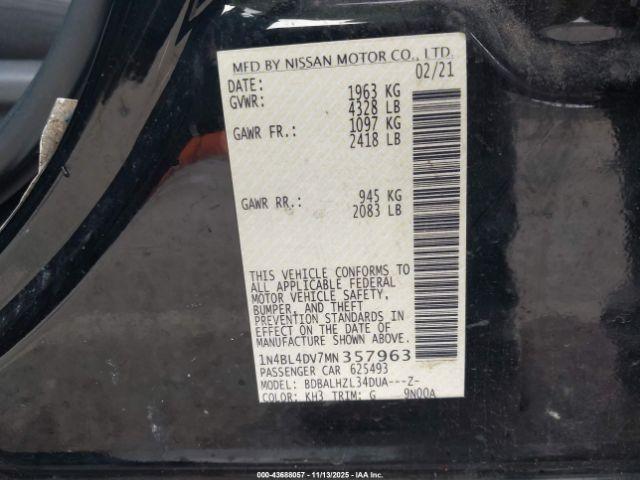 MFD BY NISSAN MOTOR CO., LTD.
DATE: 02/21
GVWR: 1963 KG
4328 LB
GAWR FR.: 1097 KG
2418 LB
GAWR RR.: 945 KG
2083 LB
THIS VEHICLE CONFORMS TO
ALL APPLICABLE FEDERAL
MOTOR VEHICLE SAFETY,
BUMPER, AND THEFT
PREVENTION STANDARDS IN
EFFECT ON THE DATE OF
MANUFACTURE SHOWN ABOVE.
1N4BL4DV7MN357963
PASSENGER CAR 625493
MODEL: BDBALHZL34DUA---Z-
COLOR: KH3 TRIM: G 9N00A
000-43688057 - 11/13/2025 - IAAC